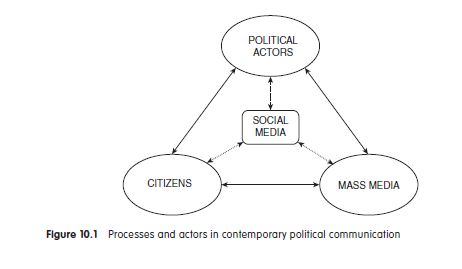 POLITICAL
ACTORS
SOCIAL
MEDIA
CITIZENS
MASS MEDIA
Figure 10.1 Processes and actors in contemporary political communication